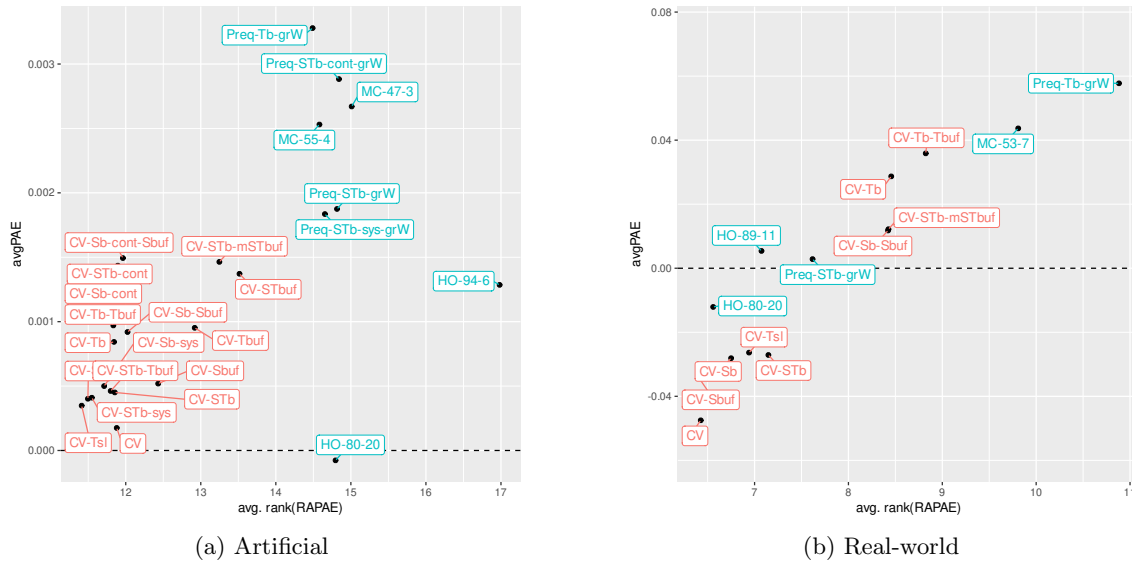 0.003
0.002
0.001
0.000
avgPAE
Preq-Tb-grW
Preq-STb-cont-grW
MC-47-3
MC-55-4
Preq-STb-grW
Preq-STb-sys-grW
CV-Sb-cont-Sbuf
CV-STb-mSTbuf
CV-STb-cont
CV-STbuf
HO-94-6
CV-Sb-cont
CV-Tb-Tbuf
CV-Sb-Sbuf
CV-Tb
CV-Sb-sys
CV-Tbuf
CV-STb-Tbuf
CV-Sbuf
CV-STb
CV-STb-sys
CV-Tsl
CV
HO-80-20
12 13 14 15 16 17
avg. rank(RAPAE)
(a) Artificial
0.08
0.04
0.00
-0.04
avgPAE
Preq-Tb-grW
CV-Tb-Tbuf
MC-53-7
CV-Tb
CV-STb-mSTbuf
HO-89-11
CV-Sb-Sbuf
Preq-STb-grW
HO-80-20
CV-Tsl
CV-Sb
CV-STb
CV-Sbuf
CV
7 8 9 10 11
avg. rank(RAPAE)
(b) Real-world